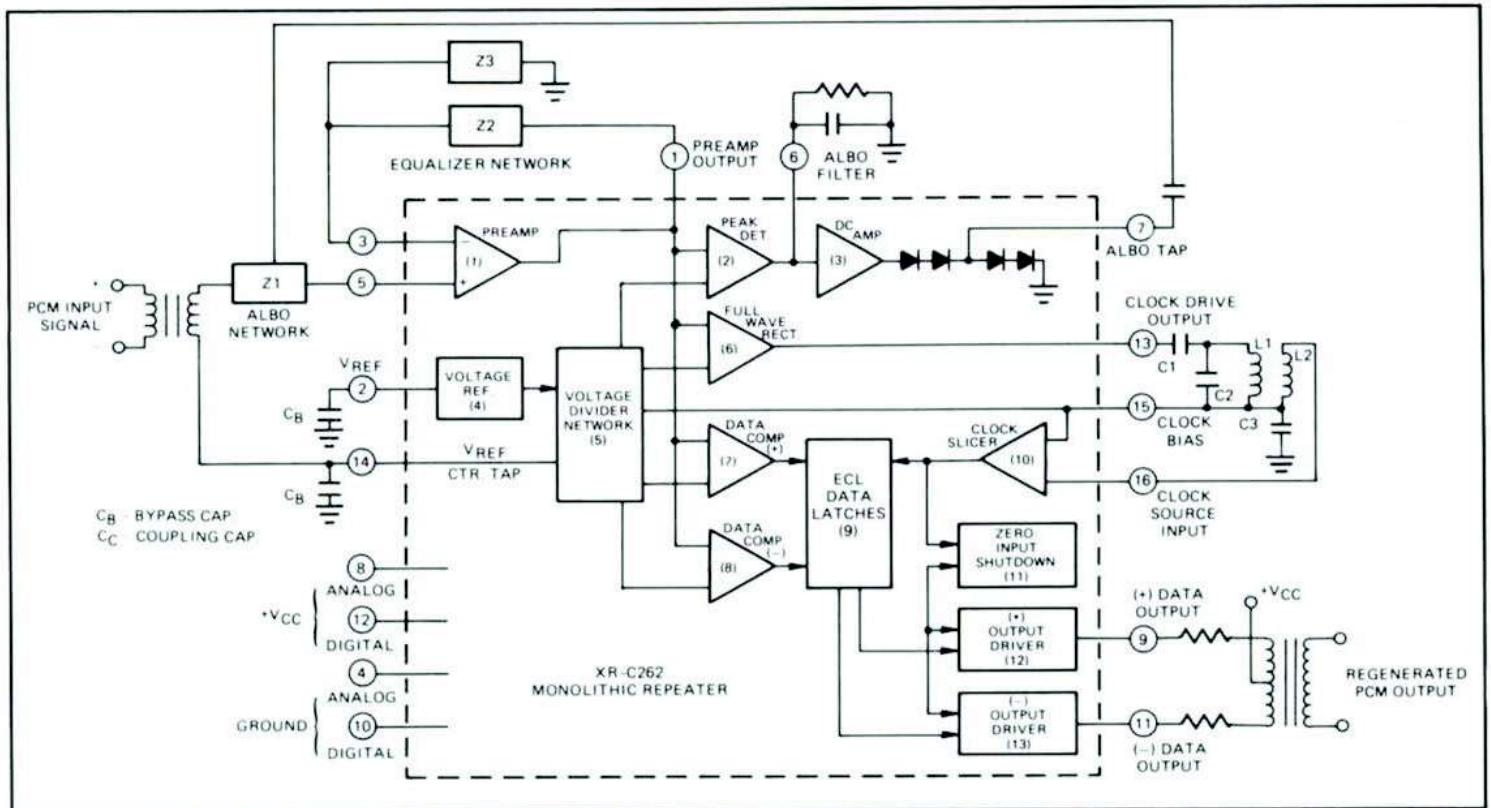 Z3
Z2
EQUALIZER NETWORK
1
PREAMP
OUTPUT
6
ALBO
FILTER
7
ALBO TAP
3
−
PREAMP
(1)
+
5
PEAK
DET
(2)
DC
AMP
(3)
+
PCM INPUT
SIGNAL
−
Z1
ALBO
NETWORK
FULL
WAVE
RECT
(6)
CLOCK DRIVE
OUTPUT
13
C1
C2
L1
L2
VREF
2
CB
VOLTAGE
REF
(4)
VOLTAGE
DIVIDER
NETWORK
(5)
15
CLOCK
BIAS
C3
14
VREF
CTR TAP
CB
DATA
COMP
(+)
(7)
ECL
DATA
LATCHES
(9)
CLOCK
SLICER
(10)
16
CLOCK
SOURCE
INPUT
CB - BYPASS CAP
CC - COUPLING CAP
DATA
COMP
(−)
(8)
ZERO
INPUT
SHUTDOWN
(11)
8
ANALOG
+VCC
12
DIGITAL
4
ANALOG
GROUND
10
DIGITAL
XR-C262
MONOLITHIC REPEATER
(+)
OUTPUT
DRIVER
(12)
(+) DATA
OUTPUT
9
+VCC
REGENERATED
PCM OUTPUT
(−)
OUTPUT
DRIVER
(13)
11
(−) DATA
OUTPUT